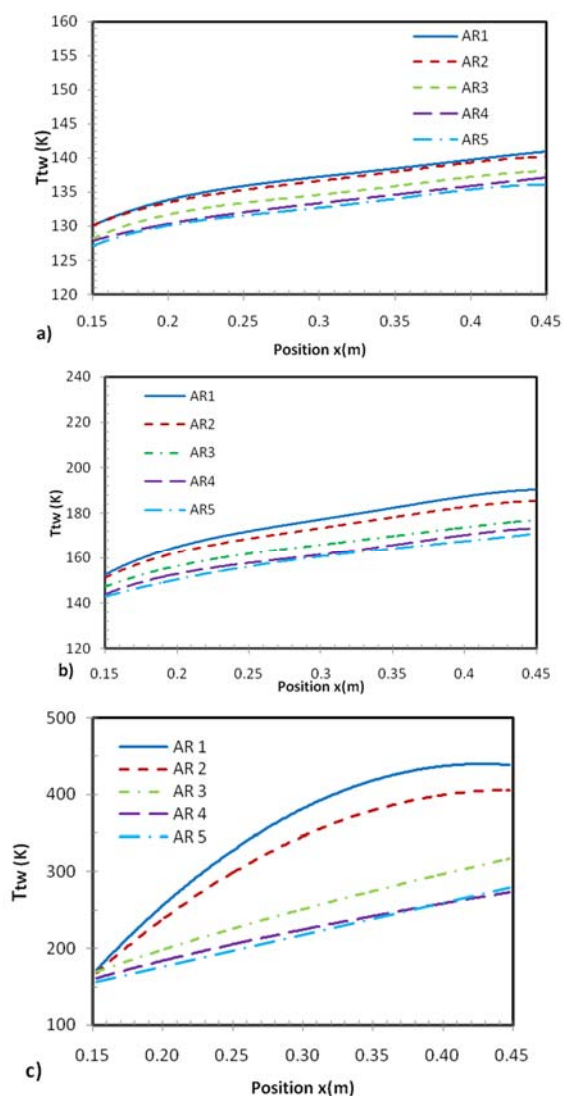 160
155
150
145
140
135
130
125
120
Ttw (K)
AR1
AR2
AR3
AR4
AR5
0.15 0.2 0.25 0.3 0.35 0.4 0.45
a)
Position x(m)
240
220
200
180
160
140
120
Ttw (K)
AR1
AR2
AR3
AR4
AR5
0.15 0.2 0.25 0.3 0.35 0.4 0.45
b)
Position x(m)
500
400
300
200
100
Ttw (K)
AR 1
AR 2
AR 3
AR 4
AR 5
0.15 0.20 0.25 0.30 0.35 0.40 0.45
c)
Position x(m)